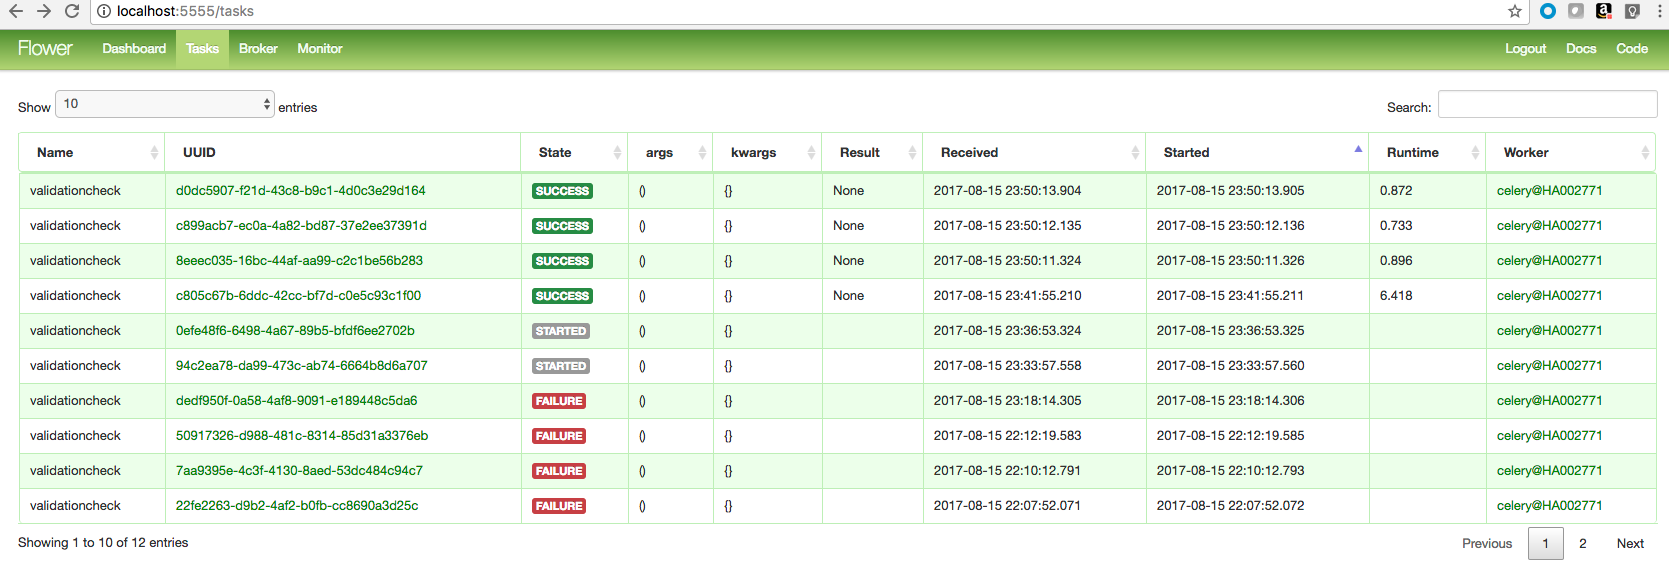 localhost:5555/tasks
Flower Dashboard Tasks Broker Monitor Logout Docs Code
Show 10 entries Search:
Name UUID State args kwargs Result Received Started Runtime Worker
validationcheck d0dc5907-f21d-43c8-b9c1-4d0c3e29d164 SUCCESS () {} None 2017-08-15 23:50:13.904 2017-08-15 23:50:13.905 0.872 celery@HA002771
validationcheck c899acb7-ec0a-4a82-bd87-37e2ee37391d SUCCESS () {} None 2017-08-15 23:50:12.135 2017-08-15 23:50:12.136 0.733 celery@HA002771
validationcheck 8eeec035-16bc-44af-aa99-c2c1be56b283 SUCCESS () {} None 2017-08-15 23:50:11.324 2017-08-15 23:50:11.326 0.896 celery@HA002771
validationcheck c805c67b-6ddc-42cc-bf7d-c0e5c93c1f00 SUCCESS () {} None 2017-08-15 23:41:55.210 2017-08-15 23:41:55.211 6.418 celery@HA002771
validationcheck 0efe48f6-6498-4a67-89b5-bfdf6ee2702b STARTED () {} 2017-08-15 23:36:53.324 2017-08-15 23:36:53.325 celery@HA002771
validationcheck 94c2ea78-da99-473c-ab74-6664b8d6a707 STARTED () {} 2017-08-15 23:33:57.558 2017-08-15 23:33:57.560 celery@HA002771
validationcheck dedf950f-0a58-4af8-9091-e189448c5da6 FAILURE () {} 2017-08-15 23:18:14.305 2017-08-15 23:18:14.306 celery@HA002771
validationcheck 50917326-d988-481c-8314-85d31a3376eb FAILURE () {} 2017-08-15 22:12:19.583 2017-08-15 22:12:19.585 celery@HA002771
validationcheck 7aa9395e-4c3f-4130-8aed-53dc484c94c7 FAILURE () {} 2017-08-15 22:10:12.791 2017-08-15 22:10:12.793 celery@HA002771
validationcheck 22fe2263-d9b2-4af2-b0fb-cc8690a3d25c FAILURE () {} 2017-08-15 22:07:52.071 2017-08-15 22:07:52.072 celery@HA002771
Showing 1 to 10 of 12 entries Previous 1 2 Next